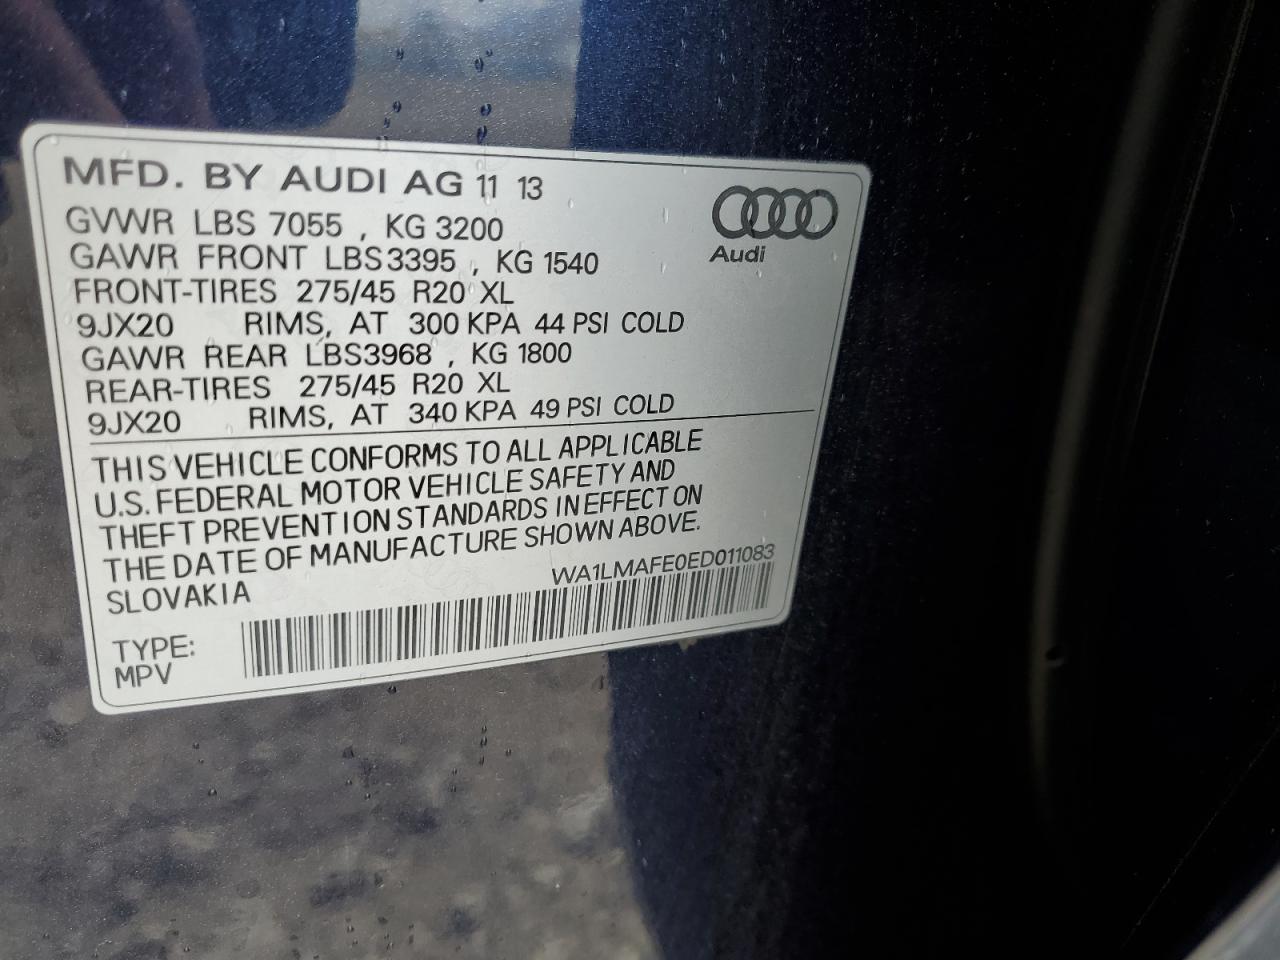 MFD. BY AUDI AG 11 13
Audi
GVWR LBS 7055 , KG 3200
GAWR FRONT LBS3395 , KG 1540
FRONT-TIRES 275/45 R20 XL
9JX20 RIMS, AT 300 KPA 44 PSI COLD
GAWR REAR LBS3968 , KG 1800
REAR-TIRES 275/45 R20 XL
9JX20 RIMS, AT 340 KPA 49 PSI COLD
THIS VEHICLE CONFORMS TO ALL APPLICABLE
U.S. FEDERAL MOTOR VEHICLE SAFETY AND
THEFT PREVENTION STANDARDS IN EFFECT ON
THE DATE OF MANUFACTURE SHOWN ABOVE.
SLOVAKIA
WA1LMAFE0ED011083
TYPE:
MPV